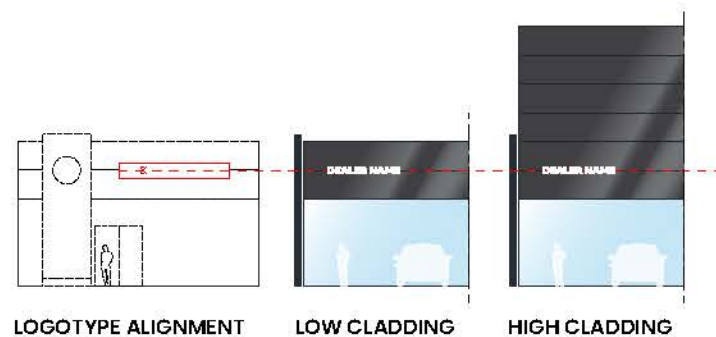 DEALER NAME
DEALER NAME
LOGOTYPE ALIGNMENT
LOW CLADDING
HIGH CLADDING